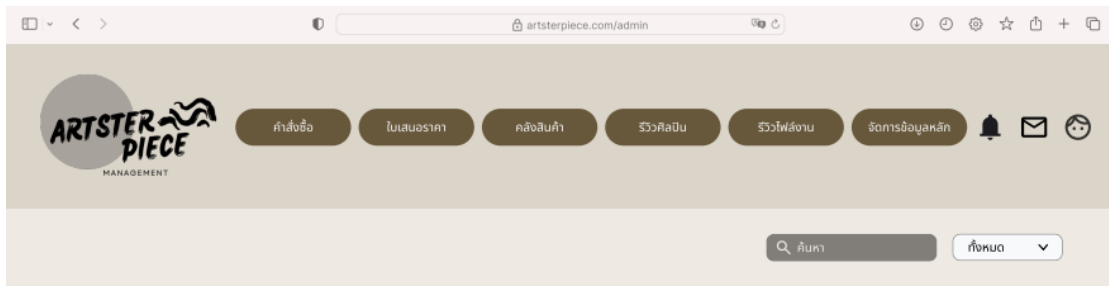 artsterpiece.com/admin
ARTSTER
PIECE
MANAGEMENT
คำสั่งซื้อ
ใบเสนอราคา
คลังสินค้า
รีวิวศิลปิน
รีวิวไฟล์งาน
จัดการข้อมูลหลัก
ค้นหา
ทั้งหมด